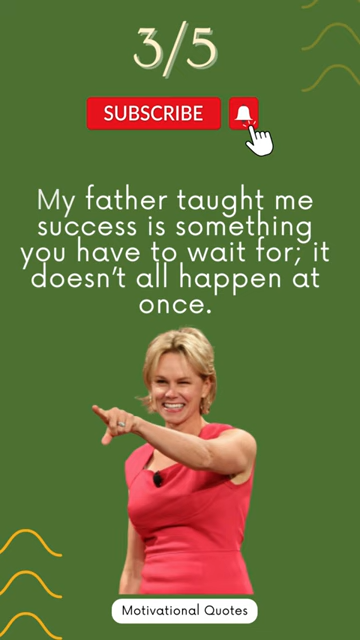 3/5
SUBSCRIBE
My father taught me
success is something
you have to wait for; it
doesn't all happen at
once.
Motivational Quotes